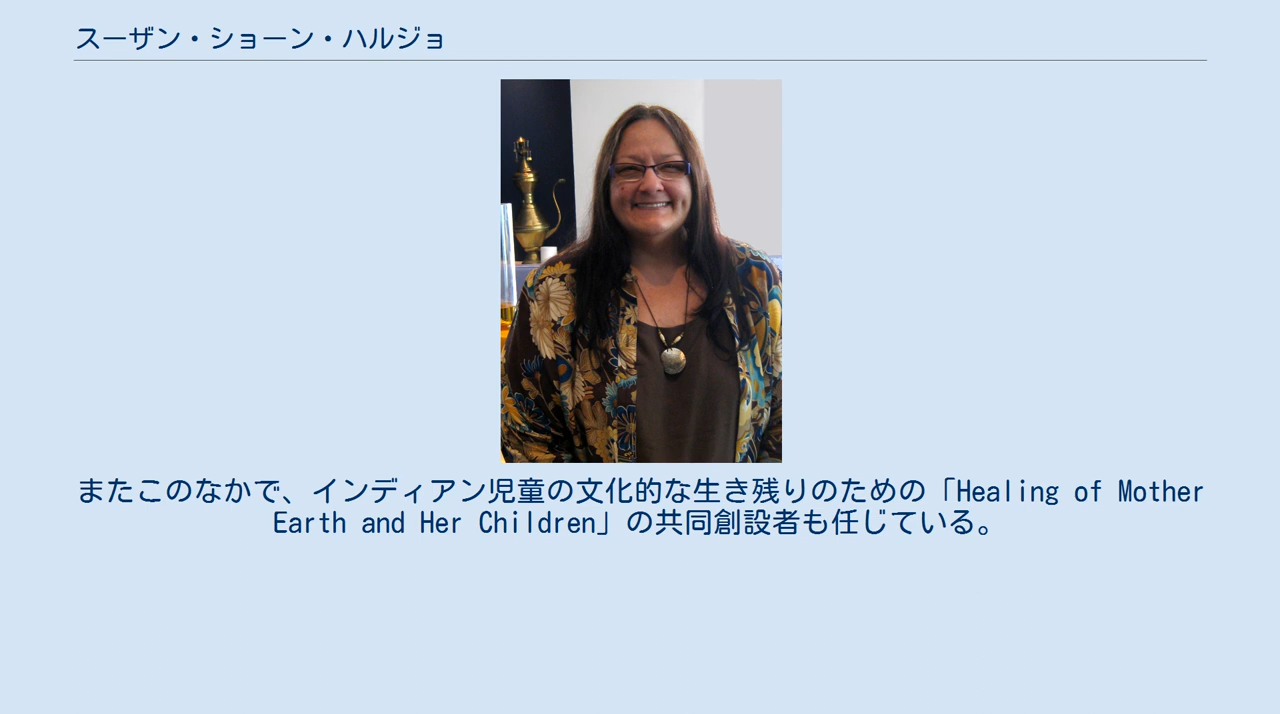 スーザン・ショーン・ハルジョ
またこのなかで、インディアン児童の文化的な生き残りのための「Healing of Mother
Earth and Her Children」の共同創設者も任じている。